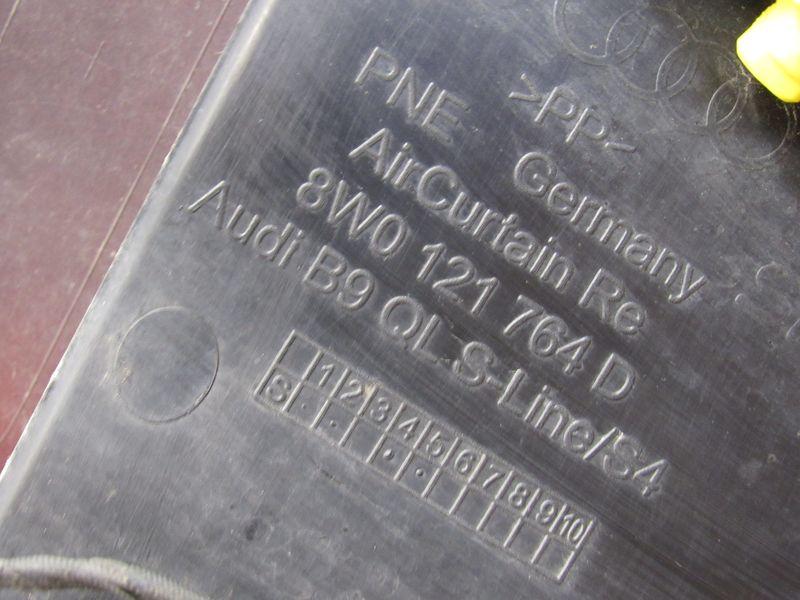 PNE >PP<
Germany
AirCurtain Re
8W0 121 764 D
Audi B9 QL S-Line/S4
1 2 3 4 5 6 7 8 9 10
S